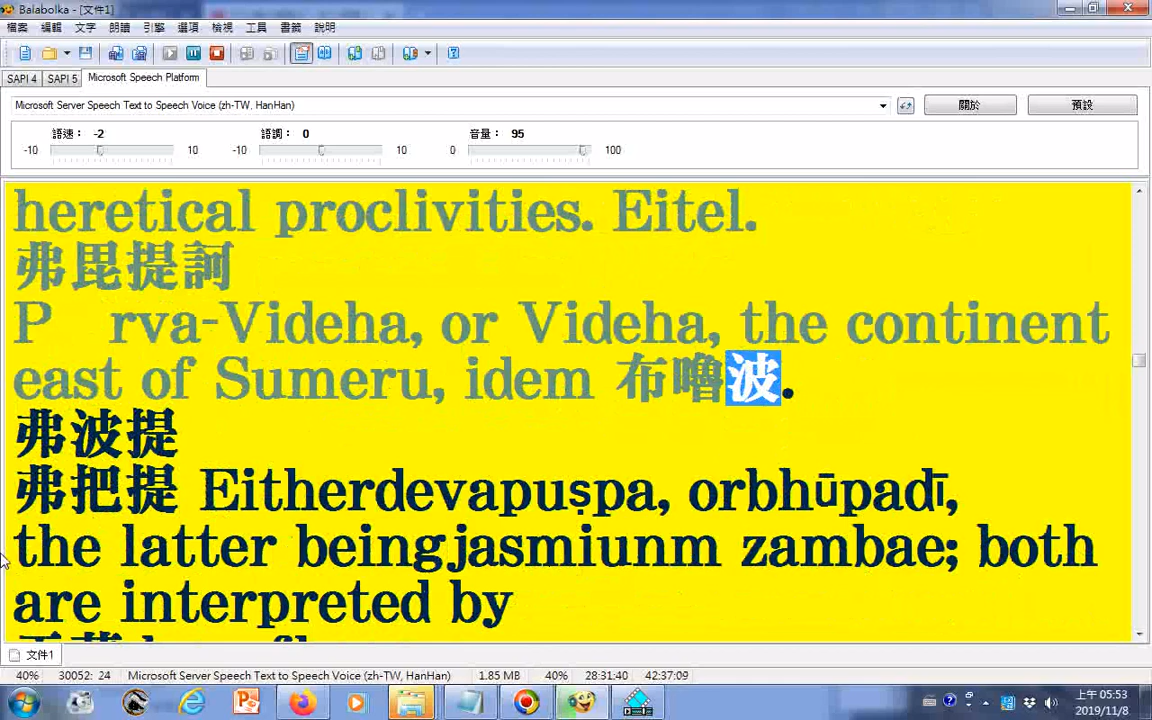 Balabolka - [文件1]
檔案 編輯 文字 朗讀 引擎 選項 檢視 工具 書籤 說明
SAPI 4 SAPI 5 Microsoft Speech Platform
Microsoft Server Speech Text to Speech Voice (zh-TW, HanHan) 關於 預設
語速： -2 語調： 0 音量： 95
-10 10 -10 10 0 100
heretical proclivities. Eitel.
弗毘提訶
P rva-Videha, or Videha, the continent
east of Sumeru, idem 布嚕波.
弗波提
弗把提 Eitherdevapuṣpa, orbhūpadī,
the latter beingjasmiunm zambae; both
are interpreted by
文件1
40% 30052: 24 Microsoft Server Speech Text to Speech Voice (zh-TW, HanHan) 1.85 MB 40% 28:31:40 42:37:09
上午 05:53
2019/11/8